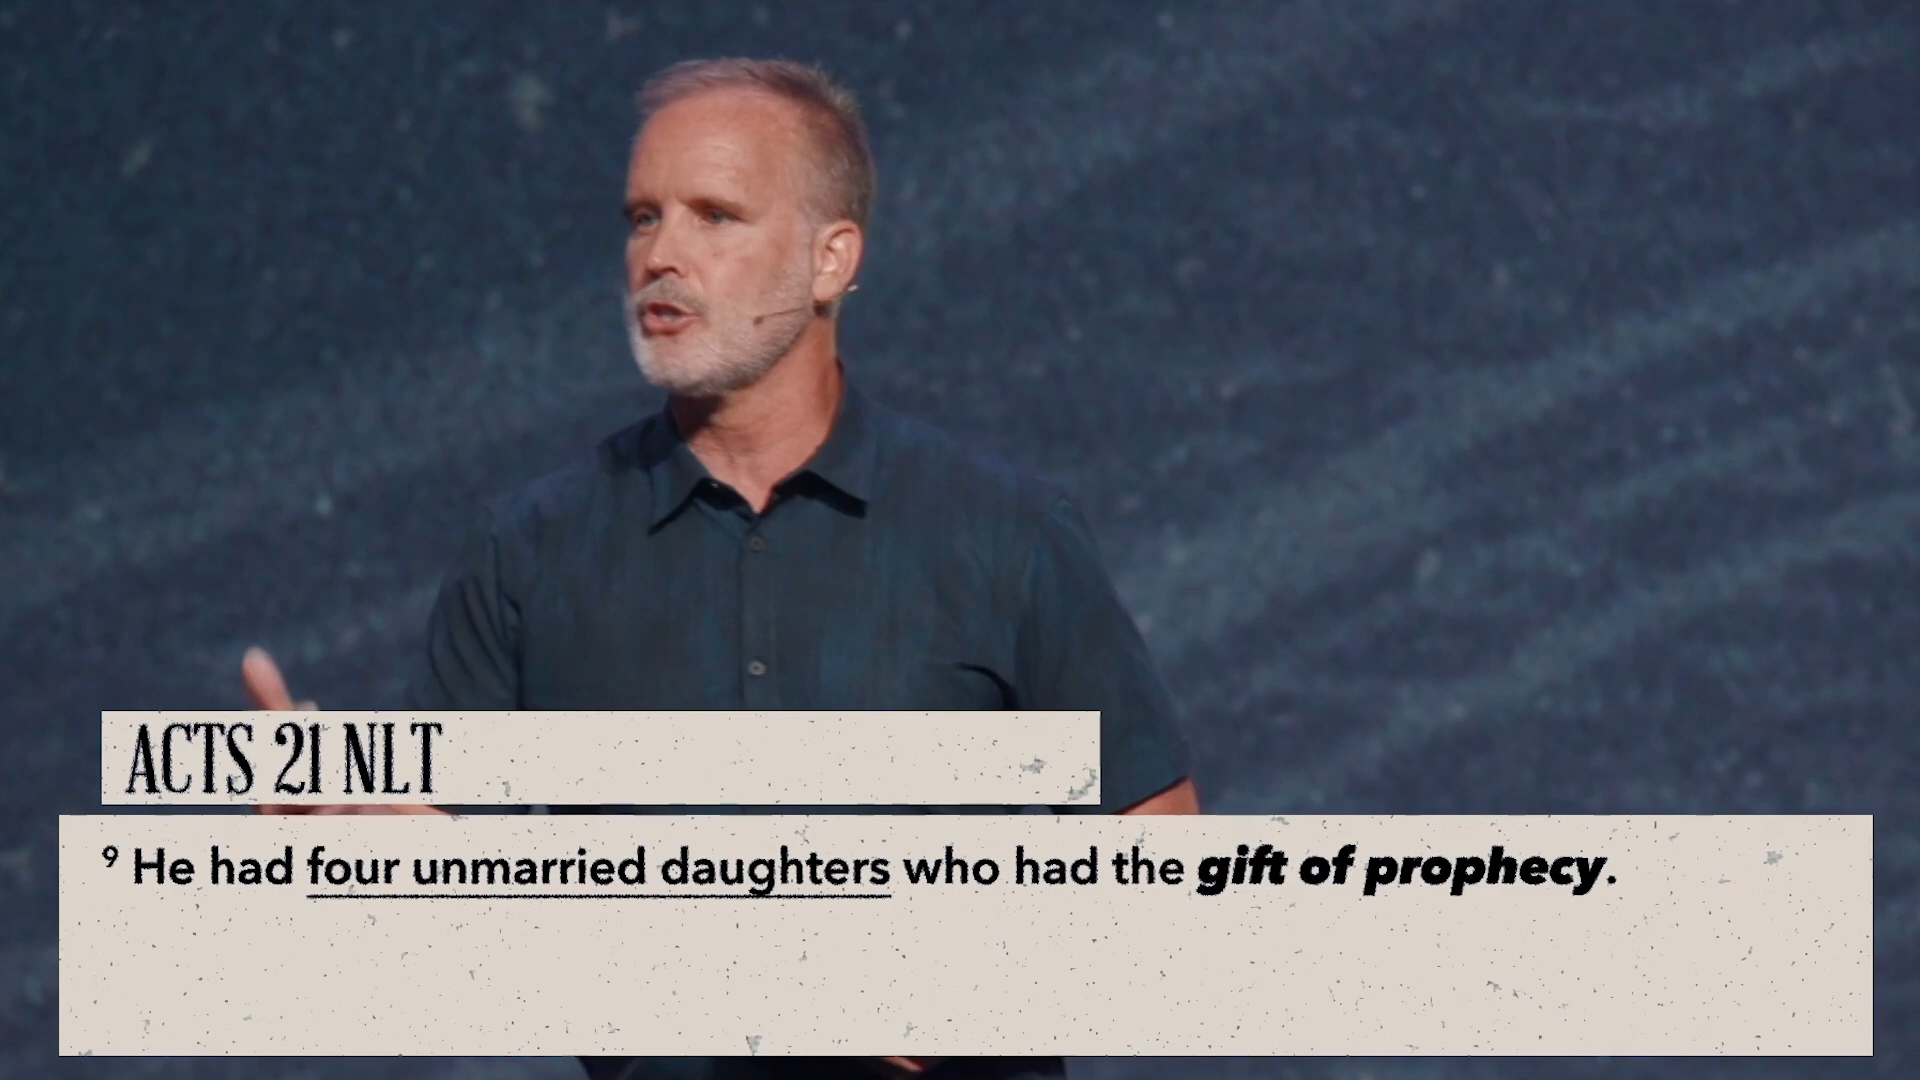 ACTS 21 NLT
⁹ He had four unmarried daughters who had the gift of prophecy.